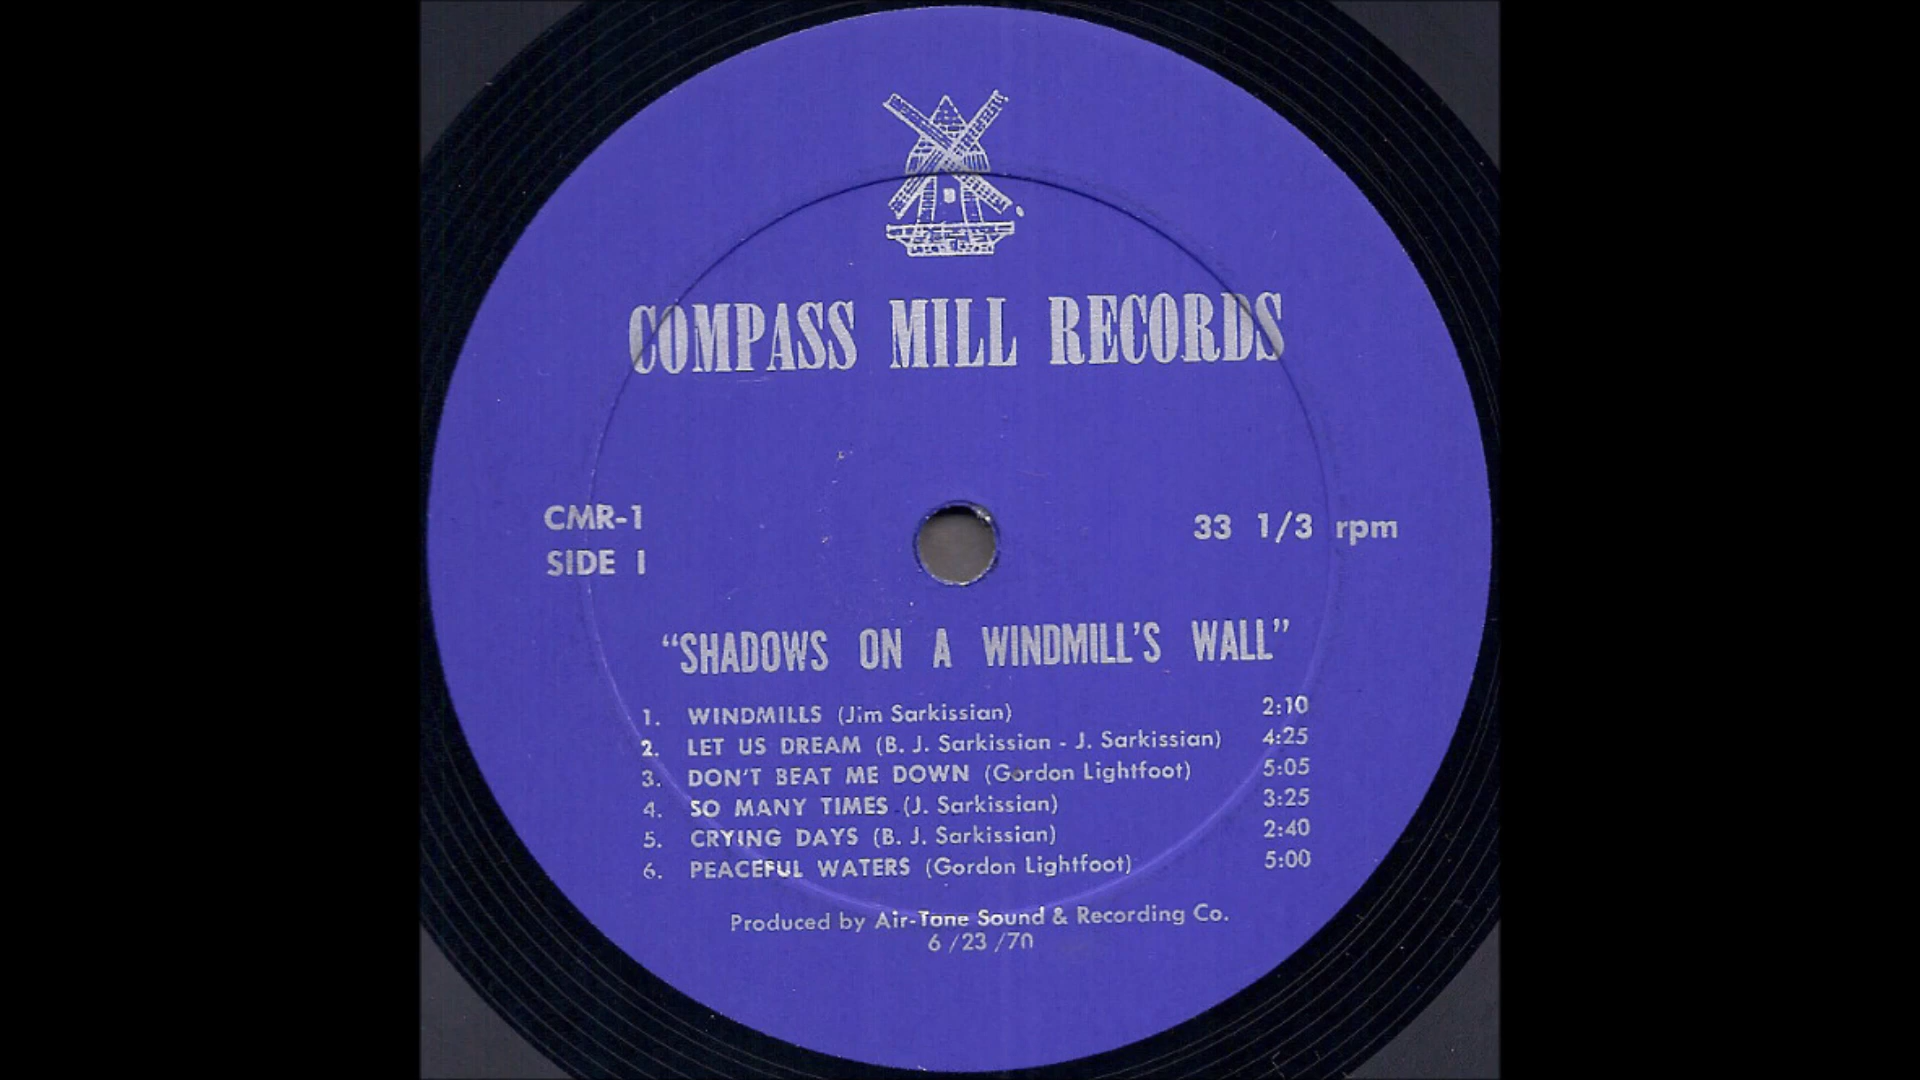 COMPASS MILL RECORDS
CMR-1
SIDE I
33 1/3 rpm
"SHADOWS ON A WINDMILL'S WALL"
1. WINDMILLS (Jim Sarkissian) 2:10
2. LET US DREAM (B. J. Sarkissian - J. Sarkissian) 4:25
3. DON'T BEAT ME DOWN (Gordon Lightfoot) 5:05
4. SO MANY TIMES (J. Sarkissian) 3:25
5. CRYING DAYS (B. J. Sarkissian) 2:40
6. PEACEFUL WATERS (Gordon Lightfoot) 5:00
Produced by Air-Tone Sound & Recording Co.
6/23/70